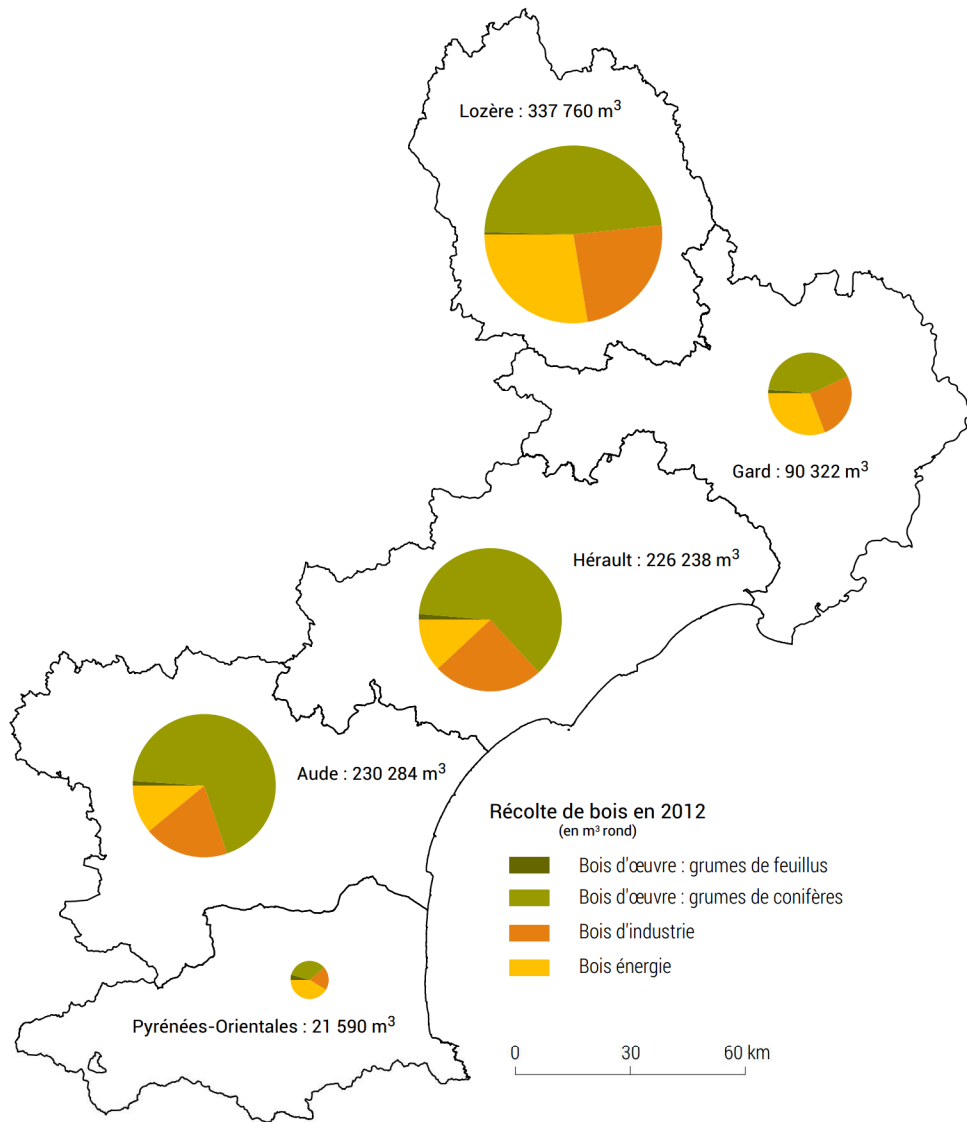 Lozère : 337 760 m³
Gard : 90 322 m³
Hérault : 226 238 m³
Aude : 230 284 m³
Récolte de bois en 2012
(en m³ rond)
Bois d'œuvre : grumes de feuillus
Bois d'œuvre : grumes de conifères
Bois d'industrie
Bois énergie
Pyrénées-Orientales : 21 590 m³
0 30 60 km